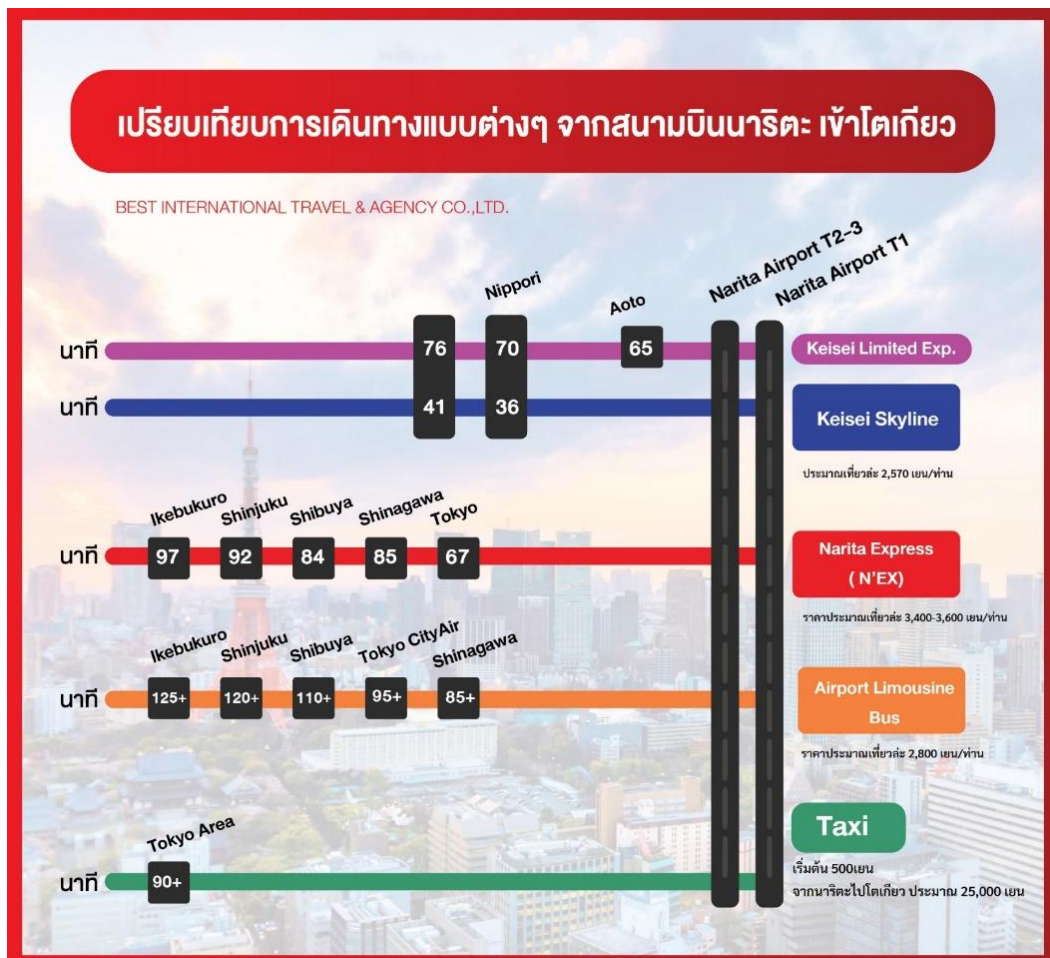 เปรียบเทียบการเดินทางแบบต่างๆ จากสนามบินนาริตะ เข้าโตเกียว
BEST INTERNATIONAL TRAVEL & AGENCY CO.,LTD.
Nippori
Aoto
Narita Airport T2-3
Narita Airport T1
นาที 76 70 65 Keisei Limited Exp.
นาที 41 36 Keisei Skyline
ประมาณเที่ยวล่ะ 2,570 เยน/ท่าน
Ikebukuro Shinjuku Shibuya Shinagawa Tokyo
นาที 97 92 84 85 67
Narita Express
( N'EX)
ราคาประมาณเที่ยวล่ะ 3,400-3,600 เยน/ท่าน
Ikebukuro Shinjuku Shibuya Tokyo CityAir Shinagawa
นาที 125+ 120+ 110+ 95+ 85+
Airport Limousine
Bus
ราคาประมาณเที่ยวล่ะ 2,800 เยน/ท่าน
Tokyo Area
นาที 90+
Taxi
เริ่มต้น 500เยน
จากนาริตะไปโตเกียว ประมาณ 25,000 เยน